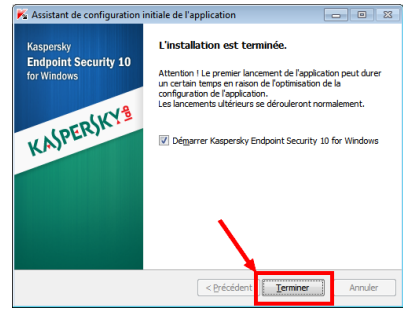 Assistant de configuration initiale de l'application
Kaspersky
Endpoint Security 10
for Windows
KASPERSKY lab
L'installation est terminée.
Attention ! Le premier lancement de l'application peut durer
un certain temps en raison de l'optimisation de la
configuration de l'application.
Les lancements ultérieurs se dérouleront normalement.
Démarrer Kaspersky Endpoint Security 10 for Windows
< Précédent
Terminer
Annuler